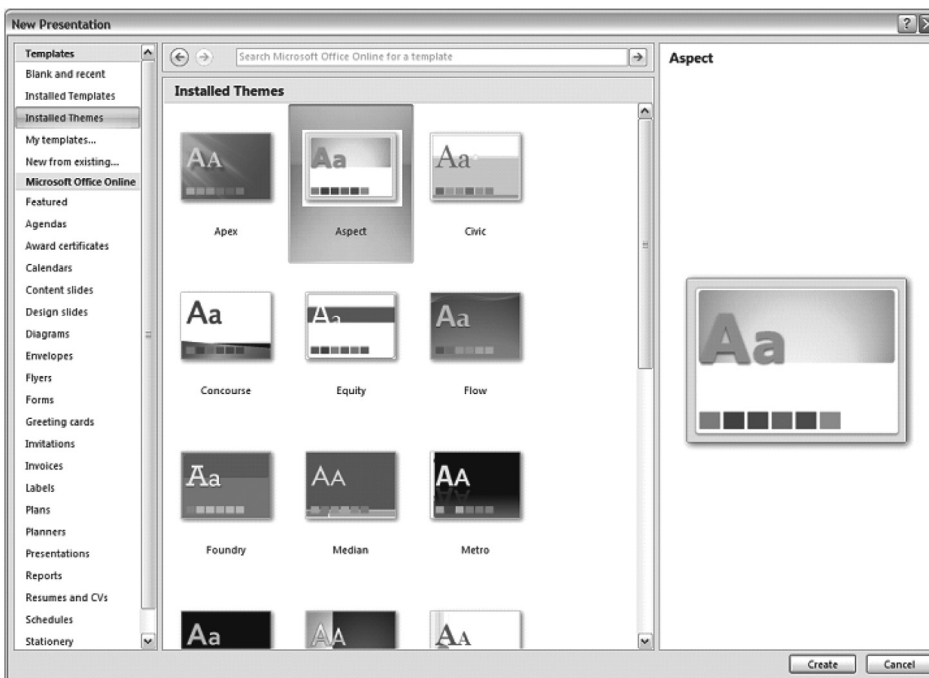 New Presentation
?
Templates
Blank and recent
Installed Templates
Installed Themes
My templates...
New from existing...
Microsoft Office Online
Featured
Agendas
Award certificates
Calendars
Content slides
Design slides
Diagrams
Envelopes
Flyers
Forms
Greeting cards
Invitations
Invoices
Labels
Plans
Planners
Presentations
Reports
Resumes and CVs
Schedules
Stationery
Search Microsoft Office Online for a template
Installed Themes
AA Aa Aa
Apex Aspect Civic
Aa Aa Aa
Concourse Equity Flow
Aa AA AA
Foundry Median Metro
Aa AA AA
Aspect
Aa
Create Cancel